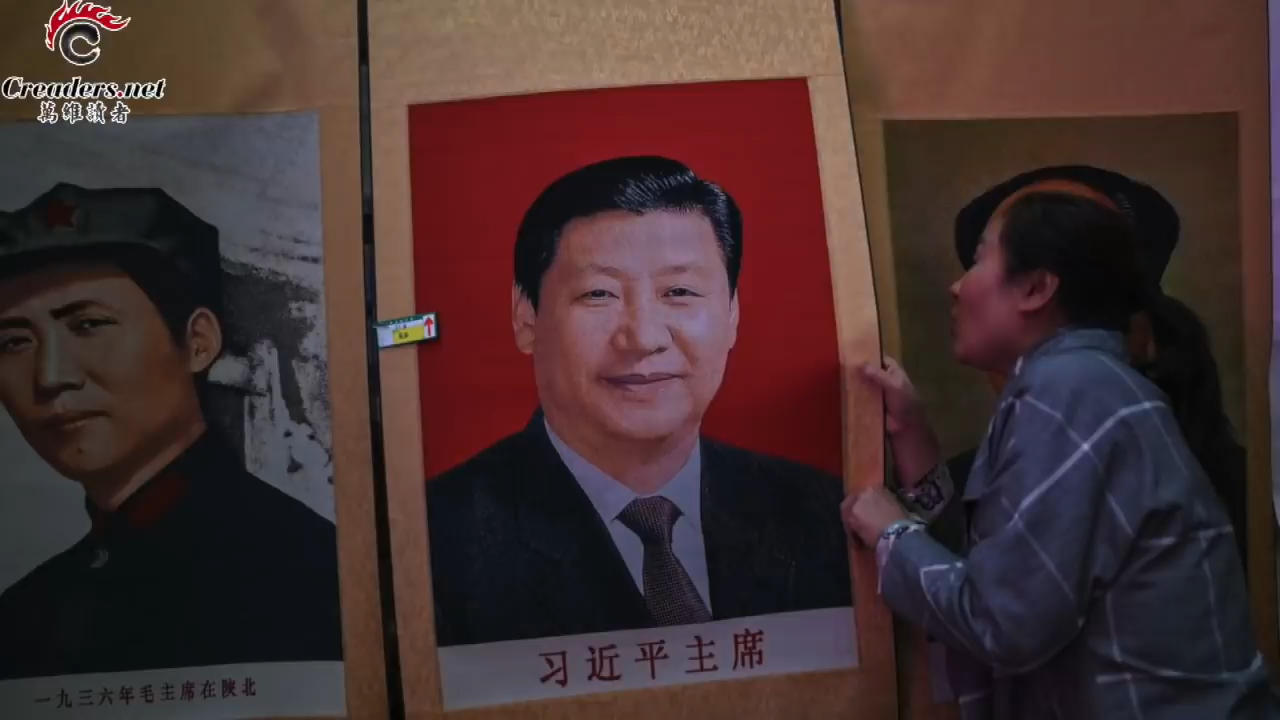 Creaders.net
萬維讀者
习近平主席
一九三六年毛主席在陕北